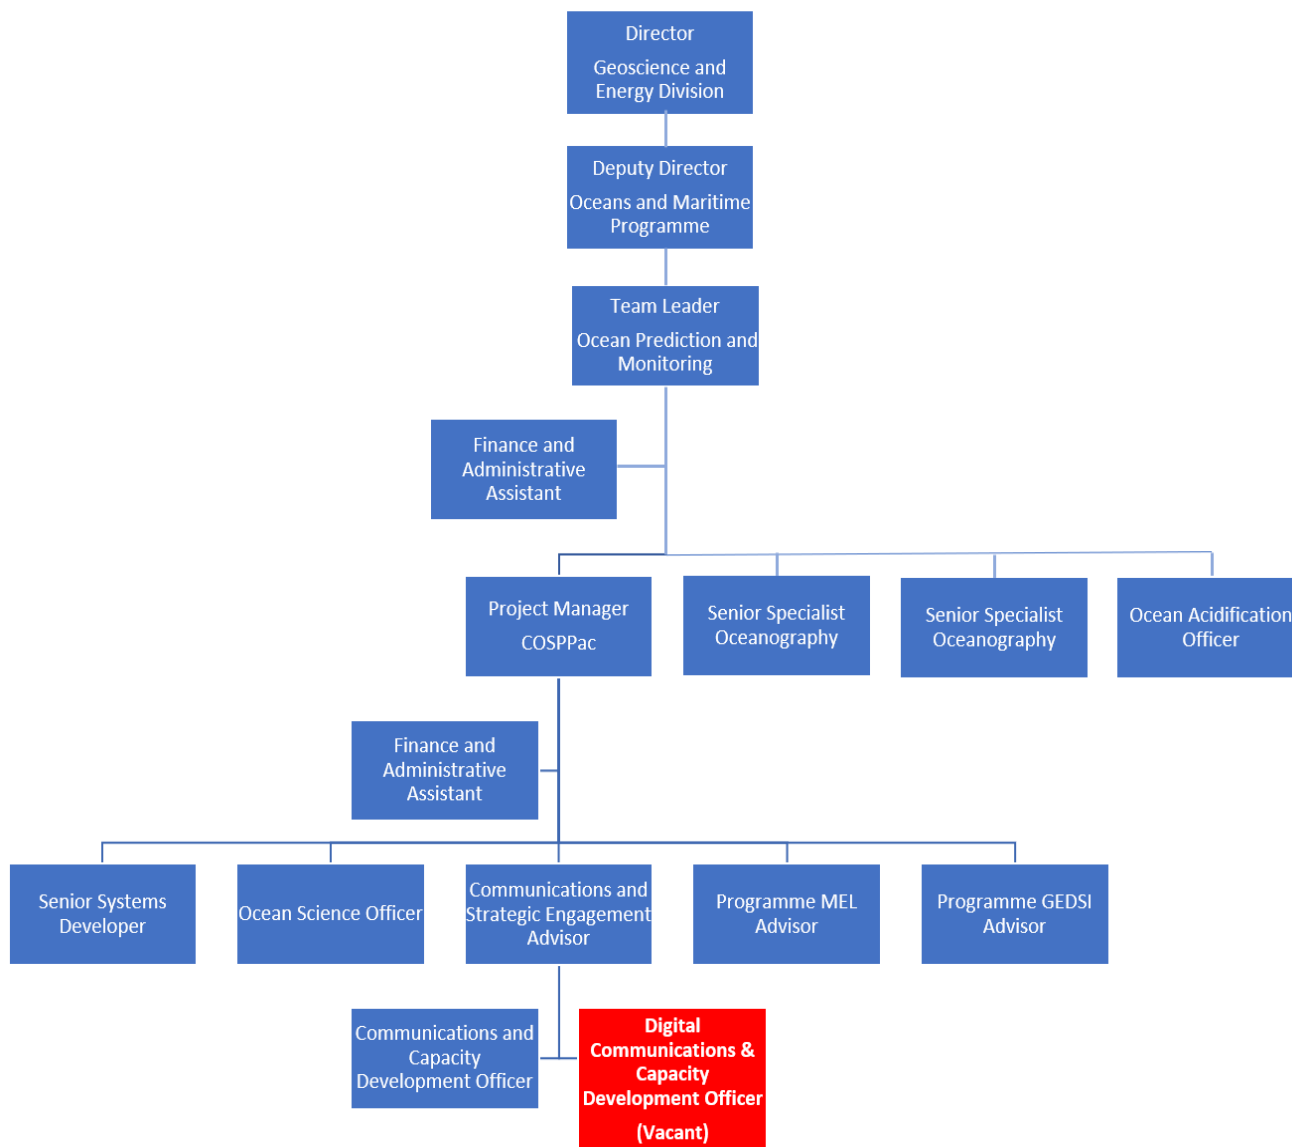 Director
Geoscience and
Energy Division
Deputy Director
Oceans and Maritime
Programme
Team Leader
Ocean Prediction and
Monitoring
Finance and
Administrative
Assistant
Project Manager
COSPPac
Senior Specialist
Oceanography
Senior Specialist
Oceanography
Ocean Acidification
Officer
Finance and
Administrative
Assistant
Senior Systems
Developer
Ocean Science Officer
Communications and
Strategic Engagement
Advisor
Programme MEL
Advisor
Programme GEDSI
Advisor
Communications and
Capacity
Development Officer
Digital
Communications &
Capacity
Development Officer
(Vacant)